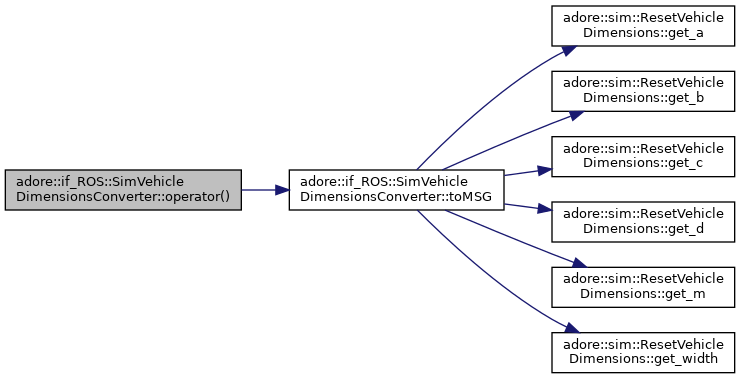 adore::sim::ResetVehicle
Dimensions::get_a
adore::sim::ResetVehicle
Dimensions::get_b
adore::sim::ResetVehicle
Dimensions::get_c
adore::if_ROS::SimVehicle
DimensionsConverter::operator()
adore::if_ROS::SimVehicle
DimensionsConverter::toMSG
adore::sim::ResetVehicle
Dimensions::get_d
adore::sim::ResetVehicle
Dimensions::get_m
adore::sim::ResetVehicle
Dimensions::get_width